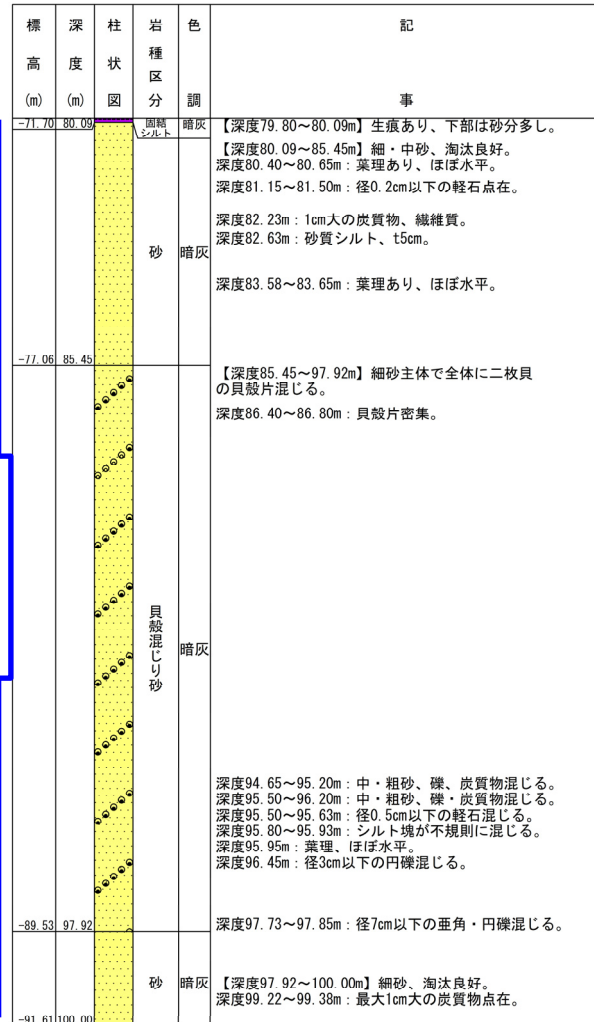 標高(m) 深度(m) 柱状図 岩種区分 色調 記事
-71.70 80.09 固結シルト 暗灰 【深度79.80～80.09m】生痕あり、下部は砂分多し。
【深度80.09～85.45m】細・中砂、淘汰良好。
深度80.40～80.65m：葉理あり、ほぼ水平。
深度81.15～81.50m：径0.2cm以下の軽石点在。
深度82.23m：1cm大の炭質物、繊維質。
深度82.63m：砂質シルト、t5cm。
砂 暗灰
深度83.58～83.65m：葉理あり、ほぼ水平。
-77.06 85.45
【深度85.45～97.92m】細砂主体で全体に二枚貝
の貝殻片混じる。
深度86.40～86.80m：貝殻片密集。
貝殻混じり砂 暗灰
深度94.65～95.20m：中・粗砂、礫、炭質物混じる。
深度95.50～96.20m：中・粗砂、礫・炭質物混じる。
深度95.50～95.63m：径0.5cm以下の軽石混じる。
深度95.80～95.93m：シルト塊が不規則に混じる。
深度95.95m：葉理、ほぼ水平。
深度96.45m：径3cm以下の円礫混じる。
深度97.73～97.85m：径7cm以下の亜角・円礫混じる。
-89.53 97.92
砂 暗灰 【深度97.92～100.00m】細砂、淘汰良好。
深度99.22～99.38m：最大1cm大の炭質物点在。
-91.61 100.00